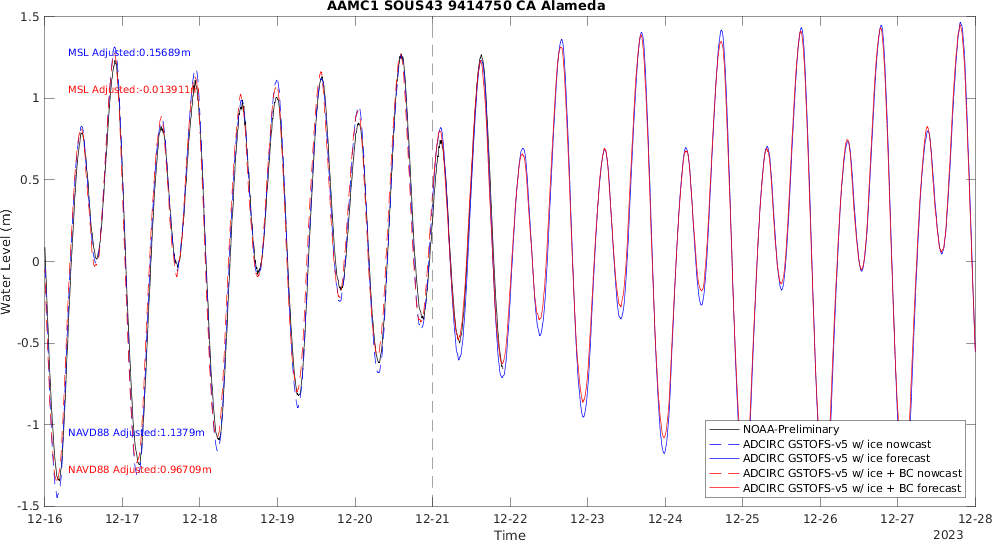 AAMC1 SOUS43 9414750 CA Alameda
1.5
1
0.5
0
-0.5
-1
-1.5
Water Level (m)
MSL Adjusted:0.15689m
MSL Adjusted:-0.013911m
NAVD88 Adjusted:1.1379m
NAVD88 Adjusted:0.96709m
NOAA-Preliminary
ADCIRC GSTOFS-v5 w/ ice nowcast
ADCIRC GSTOFS-v5 w/ ice forecast
ADCIRC GSTOFS-v5 w/ ice + BC nowcast
ADCIRC GSTOFS-v5 w/ ice + BC forecast
12-16 12-17 12-18 12-19 12-20 12-21 12-22 12-23 12-24 12-25 12-26 12-27 12-28
Time
2023